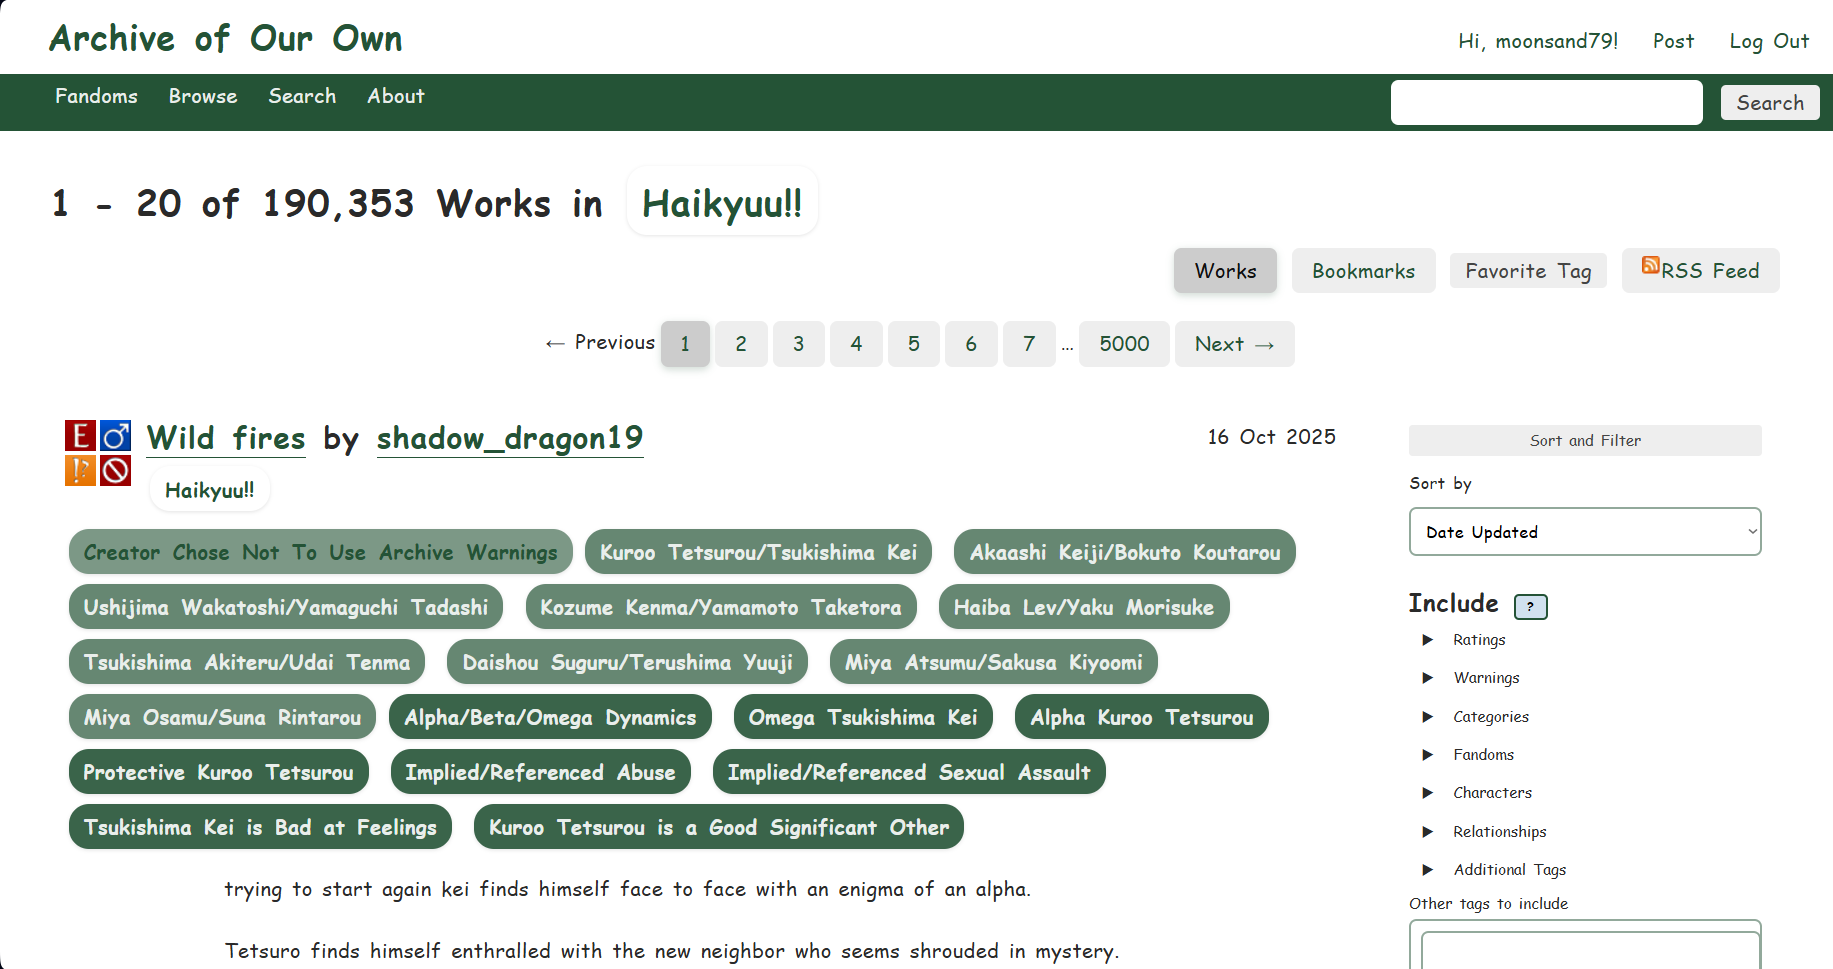 Archive of Our Own
Hi, moonsand79! Post Log Out
Fandoms Browse Search About
Search
1 - 20 of 190,353 Works in Haikyuu!!
Works Bookmarks Favorite Tag RSS Feed
← Previous 1 2 3 4 5 6 7 … 5000 Next →
E
!?
Wild fires by shadow_dragon19
16 Oct 2025
Haikyuu!!
Creator Chose Not To Use Archive Warnings Kuroo Tetsurou/Tsukishima Kei Akaashi Keiji/Bokuto Koutarou
Ushijima Wakatoshi/Yamaguchi Tadashi Kozume Kenma/Yamamoto Taketora Haiba Lev/Yaku Morisuke
Tsukishima Akiteru/Udai Tenma Daishou Suguru/Terushima Yuuji Miya Atsumu/Sakusa Kiyoomi
Miya Osamu/Suna Rintarou Alpha/Beta/Omega Dynamics Omega Tsukishima Kei Alpha Kuroo Tetsurou
Protective Kuroo Tetsurou Implied/Referenced Abuse Implied/Referenced Sexual Assault
Tsukishima Kei is Bad at Feelings Kuroo Tetsurou is a Good Significant Other
trying to start again kei finds himself face to face with an enigma of an alpha.
Tetsuro finds himself enthralled with the new neighbor who seems shrouded in mystery.
Sort and Filter
Sort by
Date Updated
Include ?
Ratings
Warnings
Categories
Fandoms
Characters
Relationships
Additional Tags
Other tags to include